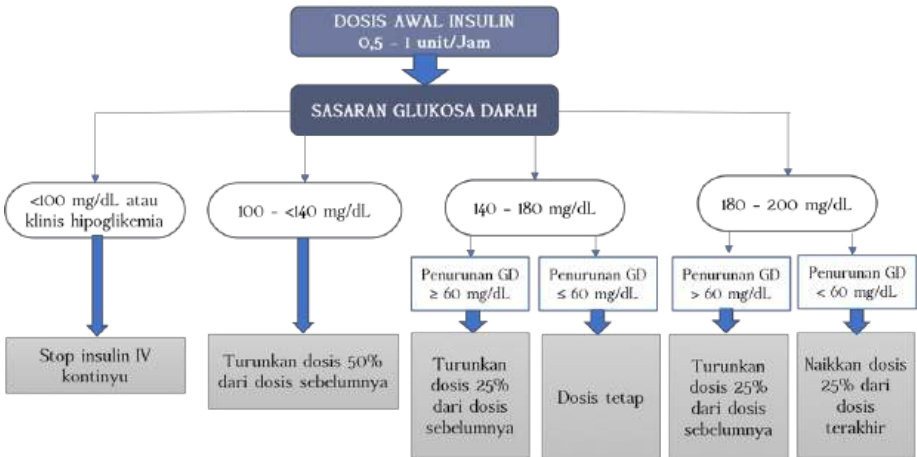 DOSIS AWAL INSULIN
0,5 - 1 unit/Jam
SASARAN GLUKOSA DARAH
<100 mg/dL atau
klinis hipoglikemia
100 - <140 mg/dL
140 - 180 mg/dL
180 - 200 mg/dL
Penurunan GD
≥ 60 mg/dL
Penurunan GD
≤ 60 mg/dL
Penurunan GD
> 60 mg/dL
Penurunan GD
< 60 mg/dL
Stop insulin IV
kontinyu
Turunkan dosis 50%
dari dosis sebelumnya
Turunkan
dosis 25%
dari dosis
sebelumnya
Dosis tetap
Turunkan
dosis 25%
dari dosis
sebelumnya
Naikkan dosis
25% dari
dosis
terakhir